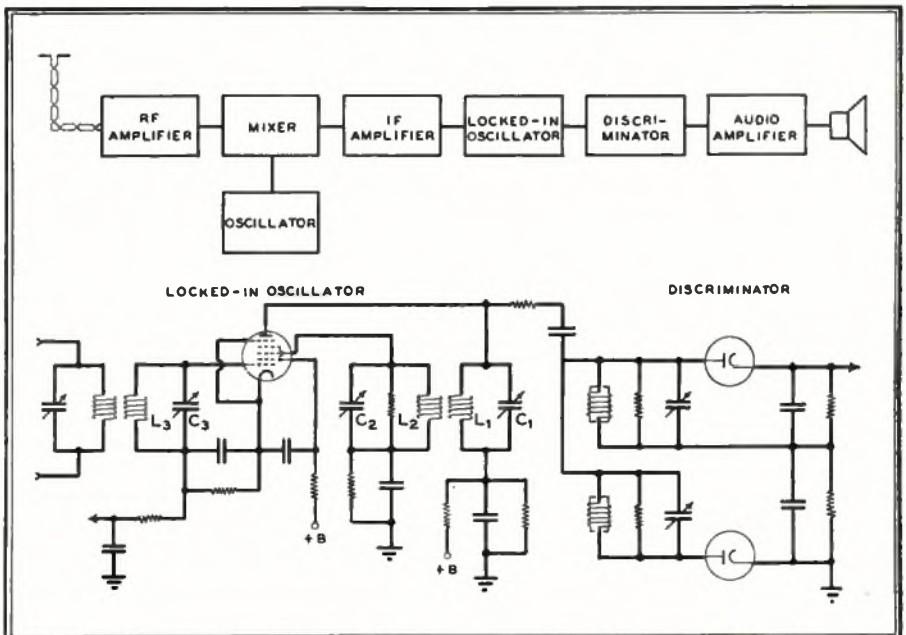 RF
AMPLIFIER
MIXER
IF
AMPLIFIER
LOCKED-IN
OSCILLATOR
DISCRI-
MINATOR
AUDIO
AMPLIFIER
OSCILLATOR
LOCKED-IN OSCILLATOR
DISCRIMINATOR
L3
C3
C2
L2
L1
C1
+B
+B